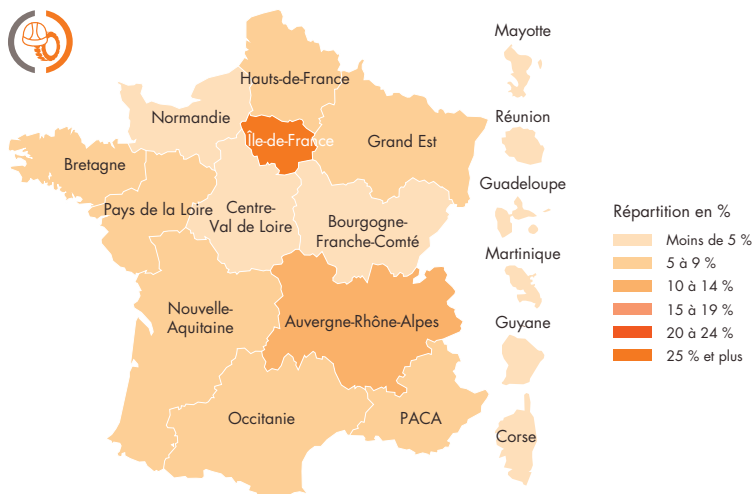 Mayotte
Hauts-de-France
Normandie
Réunion
Île-de-France
Grand Est
Bretagne
Guadeloupe
Pays de la Loire
Centre-
Val de Loire
Bourgogne-
Franche-Comté
Martinique
Nouvelle-
Aquitaine
Auvergne-Rhône-Alpes
Guyane
Occitanie
PACA
Corse
Répartition en %
Moins de 5 %
5 à 9 %
10 à 14 %
15 à 19 %
20 à 24 %
25 % et plus